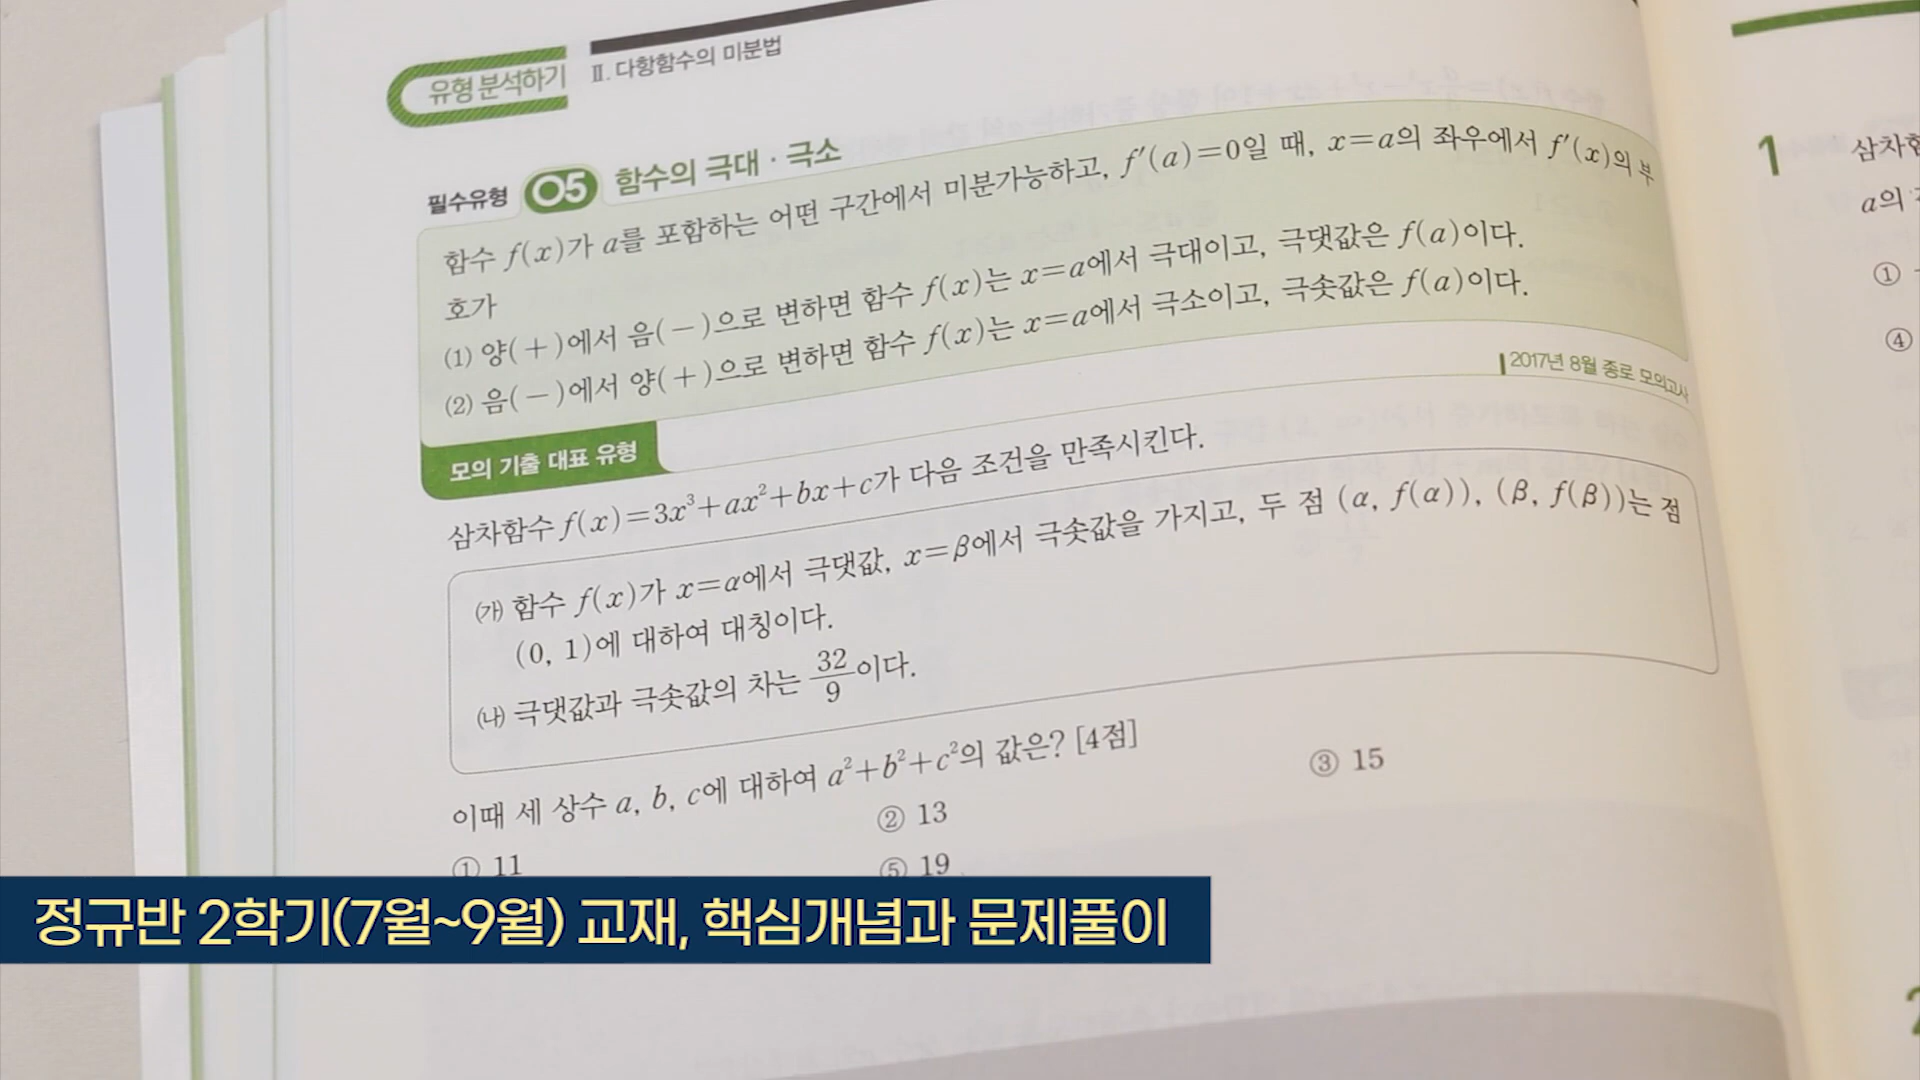 유형 분석하기
Ⅱ. 다항함수의 미분법
필수유형 05 함수의 극대 · 극소
함수 f(x)가 a를 포함하는 어떤 구간에서 미분가능하고, f′(a)=0일 때, x=a의 좌우에서 f′(x)의 부
호가
(1) 양(+)에서 음(-)으로 변하면 함수 f(x)는 x=a에서 극대이고, 극댓값은 f(a)이다.
(2) 음(-)에서 양(+)으로 변하면 함수 f(x)는 x=a에서 극소이고, 극솟값은 f(a)이다.
2017년 8월 종로 모의고사
모의 기출 대표 유형
삼차함수 f(x)=3x³+ax²+bx+c가 다음 조건을 만족시킨다.
㈎ 함수 f(x)가 x=α에서 극댓값, x=β에서 극솟값을 가지고, 두 점 (α, f(α)), (β, f(β))는 점
(0, 1)에 대하여 대칭이다.
㈏ 극댓값과 극솟값의 차는 32/9이다.
이때 세 상수 a, b, c에 대하여 a²+b²+c²의 값은? [4점]
① 11 ② 13 ③ 15
⑤ 19
1 삼차함
a의
①
④
2
정규반 2학기(7월~9월) 교재, 핵심개념과 문제풀이